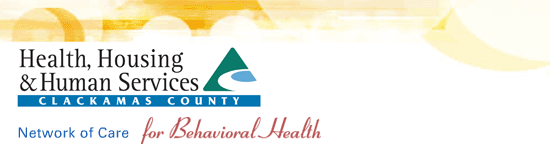 Health, Housing
& Human Services
CLACKAMAS COUNTY
Network of Care for Behavioral Health